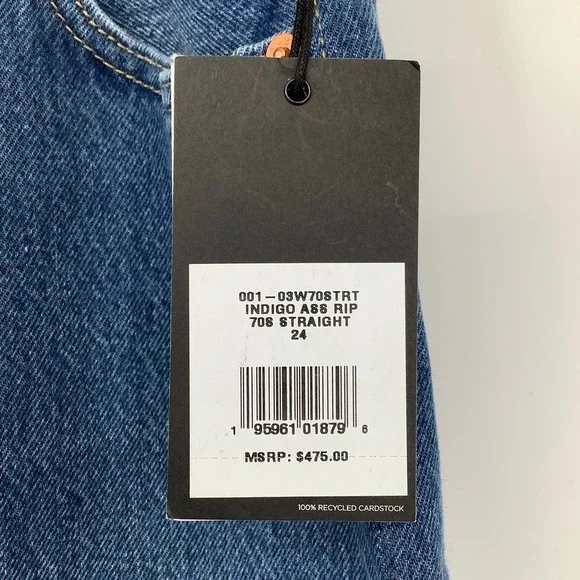 001-03W70STRT
INDIGO ASS RIP
70S STRAIGHT
24
1 95961 01879 6
MSRP: $475.00
100% RECYCLED CARDSTOCK